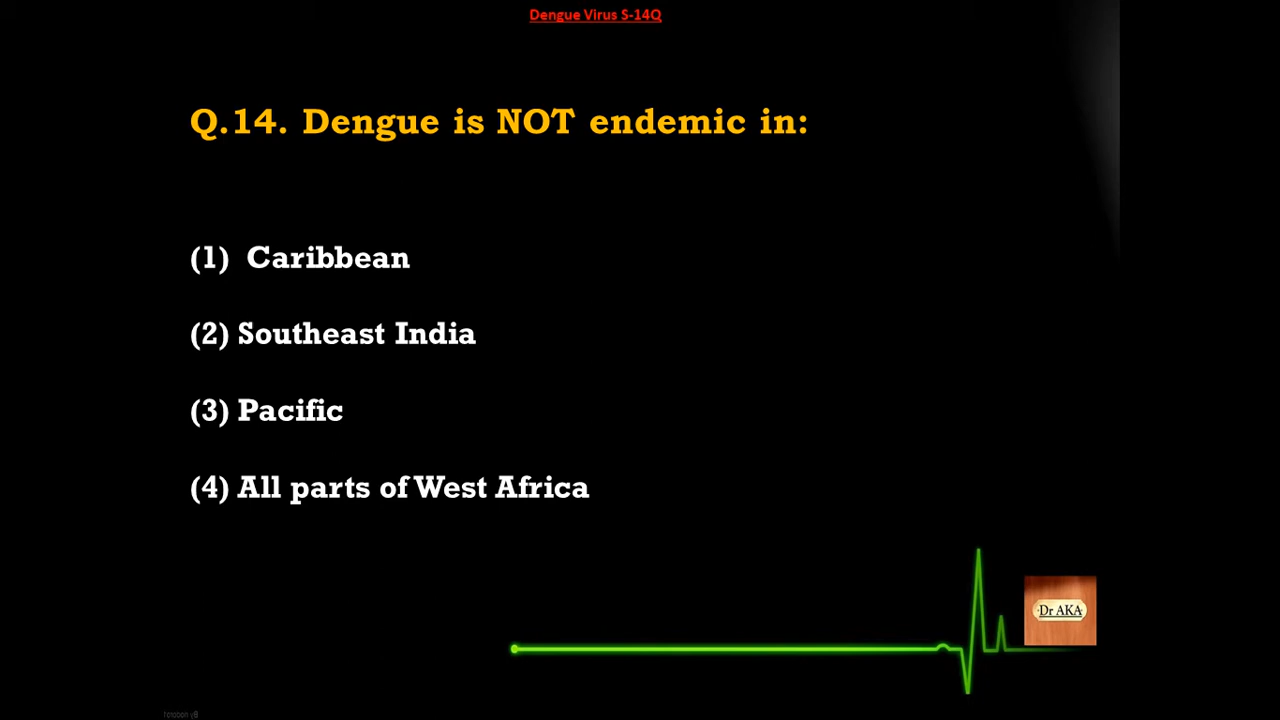 Dengue Virus S-14Q
Q.14. Dengue is NOT endemic in:
(1) Caribbean
(2) Southeast India
(3) Pacific
(4) All parts of West Africa
Dr AKA